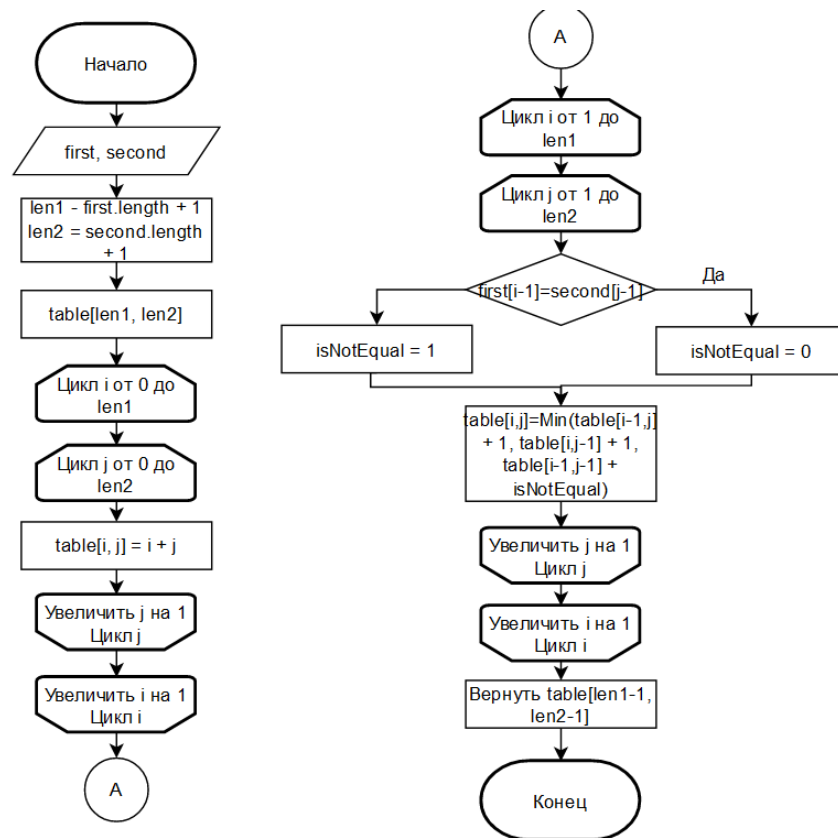 Начало
first, second
len1 - first.length + 1
len2 = second.length
+ 1
table[len1, len2]
Цикл i от 0 до
len1
Цикл j от 0 до
len2
table[i, j] = i + j
Увеличить j на 1
Цикл j
Увеличить i на 1
Цикл i
A
A
Цикл i от 1 до
len1
Цикл j от 1 до
len2
first[i-1]=second[j-1]
Да
isNotEqual = 1
isNotEqual = 0
table[i,j]=Min(table[i-1,j]
+ 1, table[i,j-1] + 1,
table[i-1,j-1] +
isNotEqual)
Увеличить j на 1
Цикл j
Увеличить i на 1
Цикл i
Вернуть table[len1-1,
len2-1]
Конец